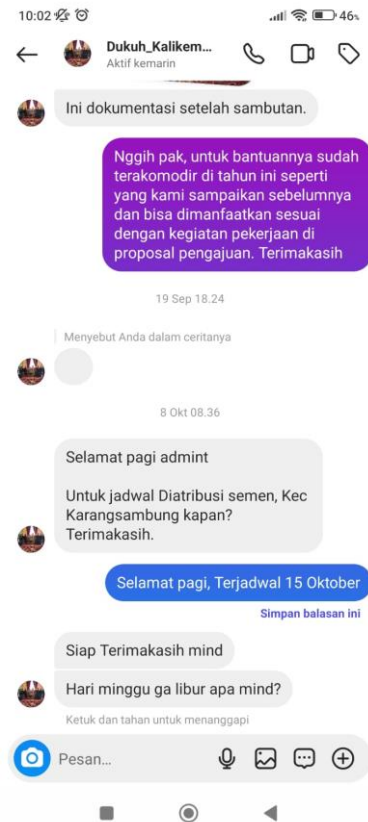 10:02
46%
Dukuh_Kalikem...
Aktif kemarin
Ini dokumentasi setelah sambutan.
Nggih pak, untuk bantuannya sudah
terakomodir di tahun ini seperti
yang kami sampaikan sebelumnya
dan bisa dimanfaatkan sesuai
dengan kegiatan pekerjaan di
proposal pengajuan. Terimakasih
19 Sep 18.24
Menyebut Anda dalam ceritanya
8 Okt 08.36
Selamat pagi admint
Untuk jadwal Diatribusi semen, Kec
Karangsambung kapan?
Terimakasih.
Selamat pagi, Terjadwal 15 Oktober
Simpan balasan ini
Siap Terimakasih mind
Hari minggu ga libur apa mind?
Ketuk dan tahan untuk menanggapi
Pesan...